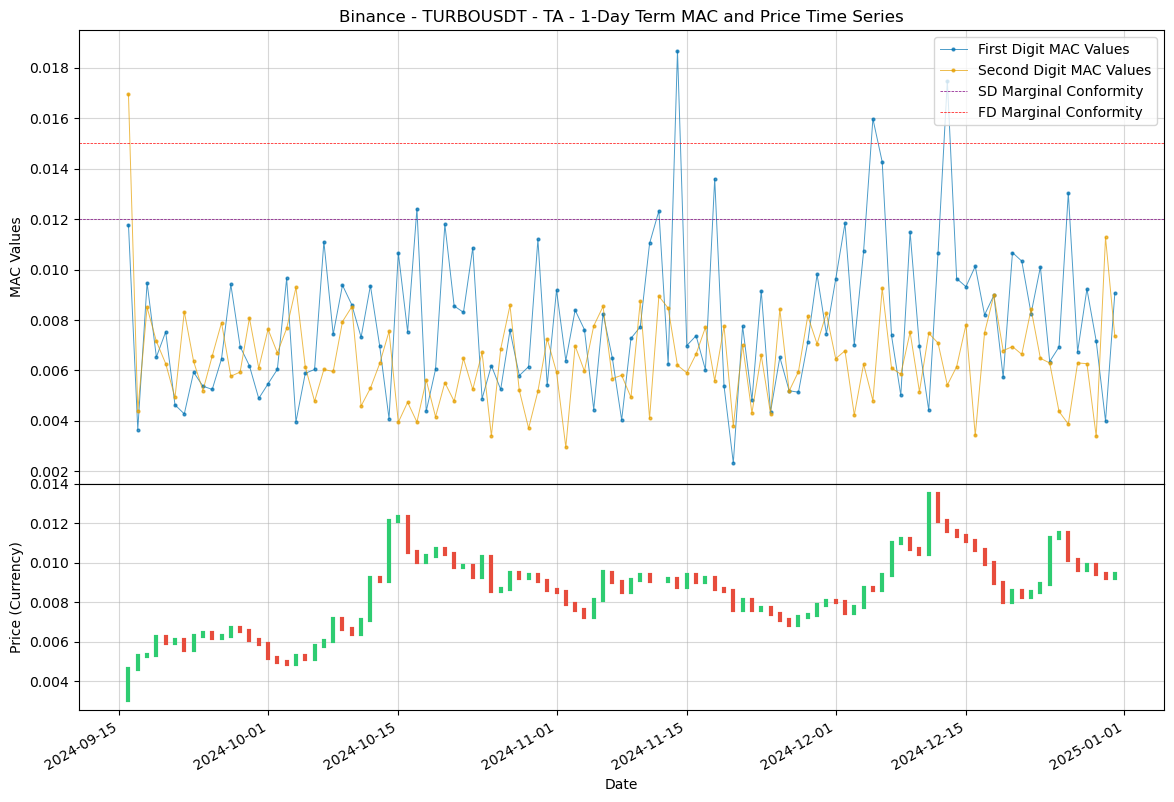 Binance - TURBOUSDT - TA - 1-Day Term MAC and Price Time Series
First Digit MAC Values
Second Digit MAC Values
SD Marginal Conformity
FD Marginal Conformity
MAC Values
0.018
0.016
0.014
0.012
0.010
0.008
0.006
0.004
0.002
Price (Currency)
0.014
0.012
0.010
0.008
0.006
0.004
2024-09-15
2024-10-01
2024-10-15
2024-11-01
2024-11-15
2024-12-01
2024-12-15
2025-01-01
Date